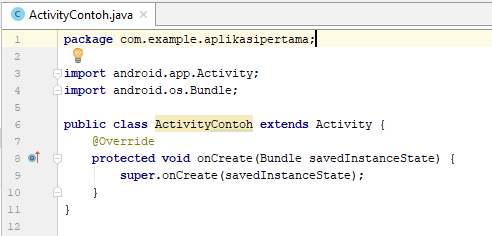 ActivityContoh.java
1 package com.example.aplikasipertama;
2
3 import android.app.Activity;
4 import android.os.Bundle;
5
6 public class ActivityContoh extends Activity {
7     @Override
8     protected void onCreate(Bundle savedInstanceState) {
9         super.onCreate(savedInstanceState);
10     }
11 }
12